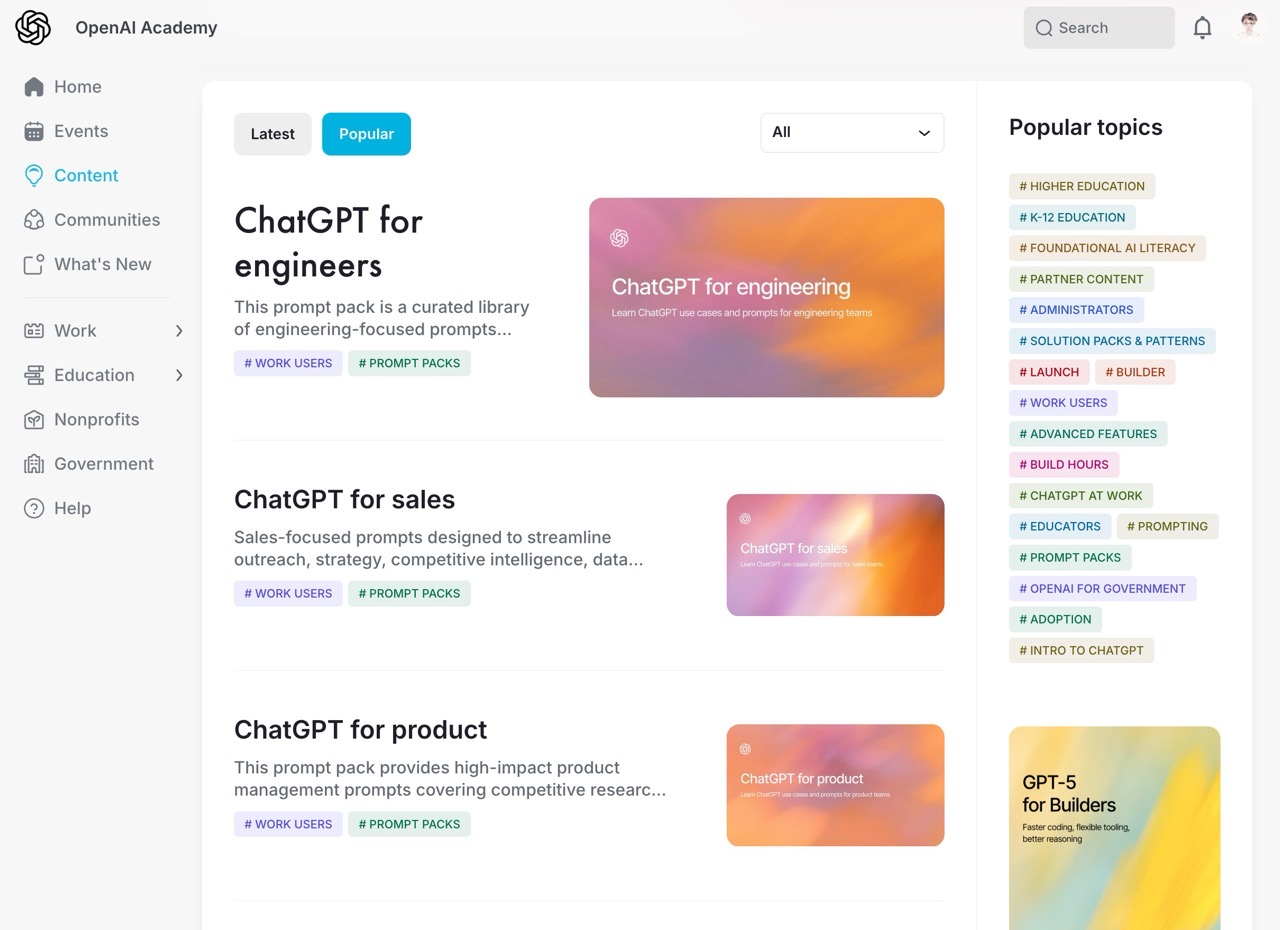 OpenAI Academy
Search
Home
Events
Content
Communities
What's New
Work
Education
Nonprofits
Government
Help
Latest
Popular
All
ChatGPT for
engineers
This prompt pack is a curated library
of engineering-focused prompts...
# WORK USERS
# PROMPT PACKS
ChatGPT for engineering
Learn ChatGPT use cases and prompts for engineering teams
ChatGPT for sales
Sales-focused prompts designed to streamline
outreach, strategy, competitive intelligence, data...
# WORK USERS
# PROMPT PACKS
ChatGPT for sales
Learn ChatGPT use cases and prompts for sales teams
ChatGPT for product
This prompt pack provides high-impact product
management prompts covering competitive researc...
# WORK USERS
# PROMPT PACKS
ChatGPT for product
Learn ChatGPT use cases and prompts for product teams
Popular topics
# HIGHER EDUCATION
# K-12 EDUCATION
# FOUNDATIONAL AI LITERACY
# PARTNER CONTENT
# ADMINISTRATORS
# SOLUTION PACKS & PATTERNS
# LAUNCH
# BUILDER
# WORK USERS
# ADVANCED FEATURES
# BUILD HOURS
# CHATGPT AT WORK
# EDUCATORS
# PROMPTING
# PROMPT PACKS
# OPENAI FOR GOVERNMENT
# ADOPTION
# INTRO TO CHATGPT
GPT-5
for Builders
Faster coding, flexible tooling,
better reasoning